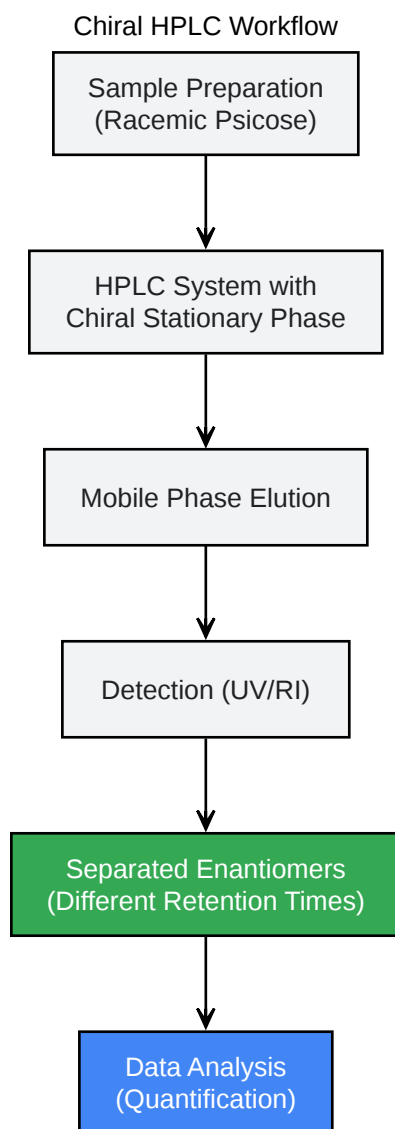 Chiral HPLC Workflow
Sample Preparation
(Racemic Psicose)
HPLC System with
Chiral Stationary Phase
Mobile Phase Elution
Detection (UV/RI)
Separated Enantiomers
(Different Retention Times)
Data Analysis
(Quantification)